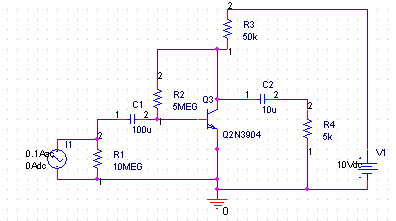 2
R3
50k
1
2
R2
5MEG
Q3
C2
1 2
10u
C1
1 2
100u
1
Q2N3904
2
R4
5k
1
I1
0.1Aac
0Adc
2
R1
10MEG
1
V1
10Vdc
0